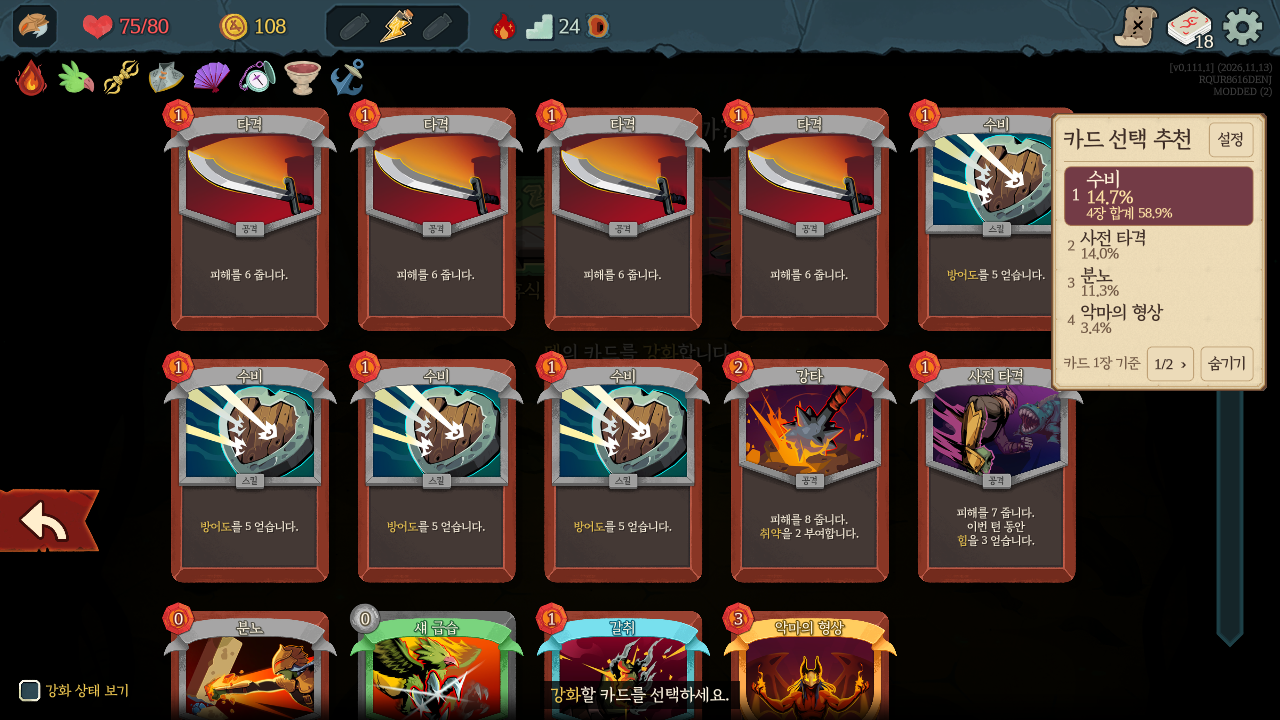 75/80
108
24
18
[v0.111.1] (2026.11.13)
RQUR8616DENJ
MODDED (2)
1
타격
공격
피해를 6 줍니다.
1
타격
공격
피해를 6 줍니다.
1
타격
공격
피해를 6 줍니다.
1
타격
공격
피해를 6 줍니다.
1
수비
스킬
방어도를 5 얻습니다.
카드 선택 추천
설정
1
수비
14.7%
4장 합계 58.9%
2
사전 타격
14.0%
3
분노
11.3%
4
악마의 형상
3.4%
카드 1장 기준
1/2 ›
숨기기
덱의 카드를 강화합니다
1
수비
스킬
방어도를 5 얻습니다.
1
수비
스킬
방어도를 5 얻습니다.
1
수비
스킬
방어도를 5 얻습니다.
2
강타
공격
피해를 8 줍니다.
취약을 2 부여합니다.
1
사전 타격
공격
피해를 7 줍니다.
이번 턴 동안
힘을 3 얻습니다.
0
분노
0
새 급습
1
갈취
3
악마의 형상
강화 상태 보기
강화할 카드를 선택하세요.